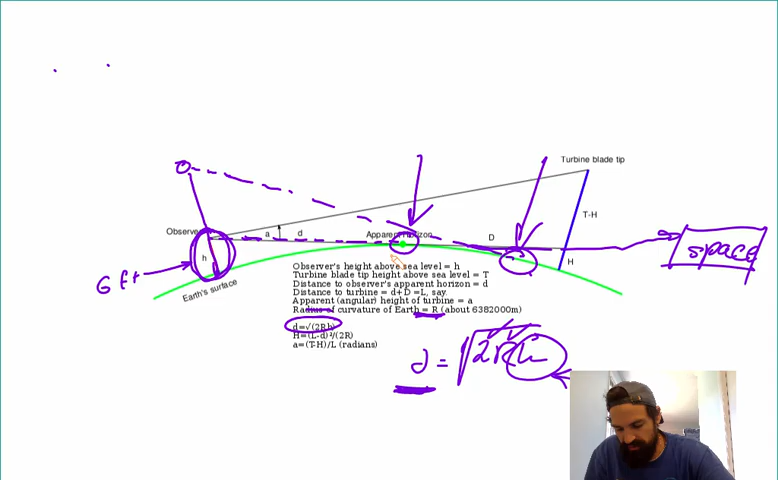 Turbine blade tip
T-H
Observe
a
d
Apparent horizon
D
space
h
H
6 ft
Earth's surface
Observer's height above sea level = h
Turbine blade tip height above sea level = T
Distance to observer's apparent horizon = d
Distance to turbine = d+D =L, say
Apparent (angular) height of turbine = a
Radius of curvature of Earth = R (about 6382000m)
d=√(2Rh)
H=(L-d)²/(2R)
a=(T-H)/L (radians)
d = √2Rh